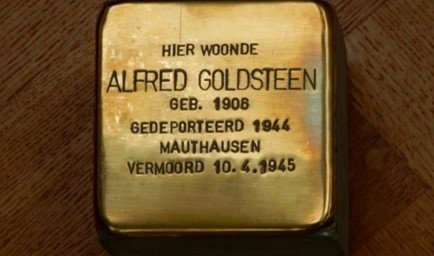 HIER WOONDE
ALFRED GOLDSTEEN
GEB. 1908
GEDEPORTEERD 1944
MAUTHAUSEN
VERMOORD 10.4.1945